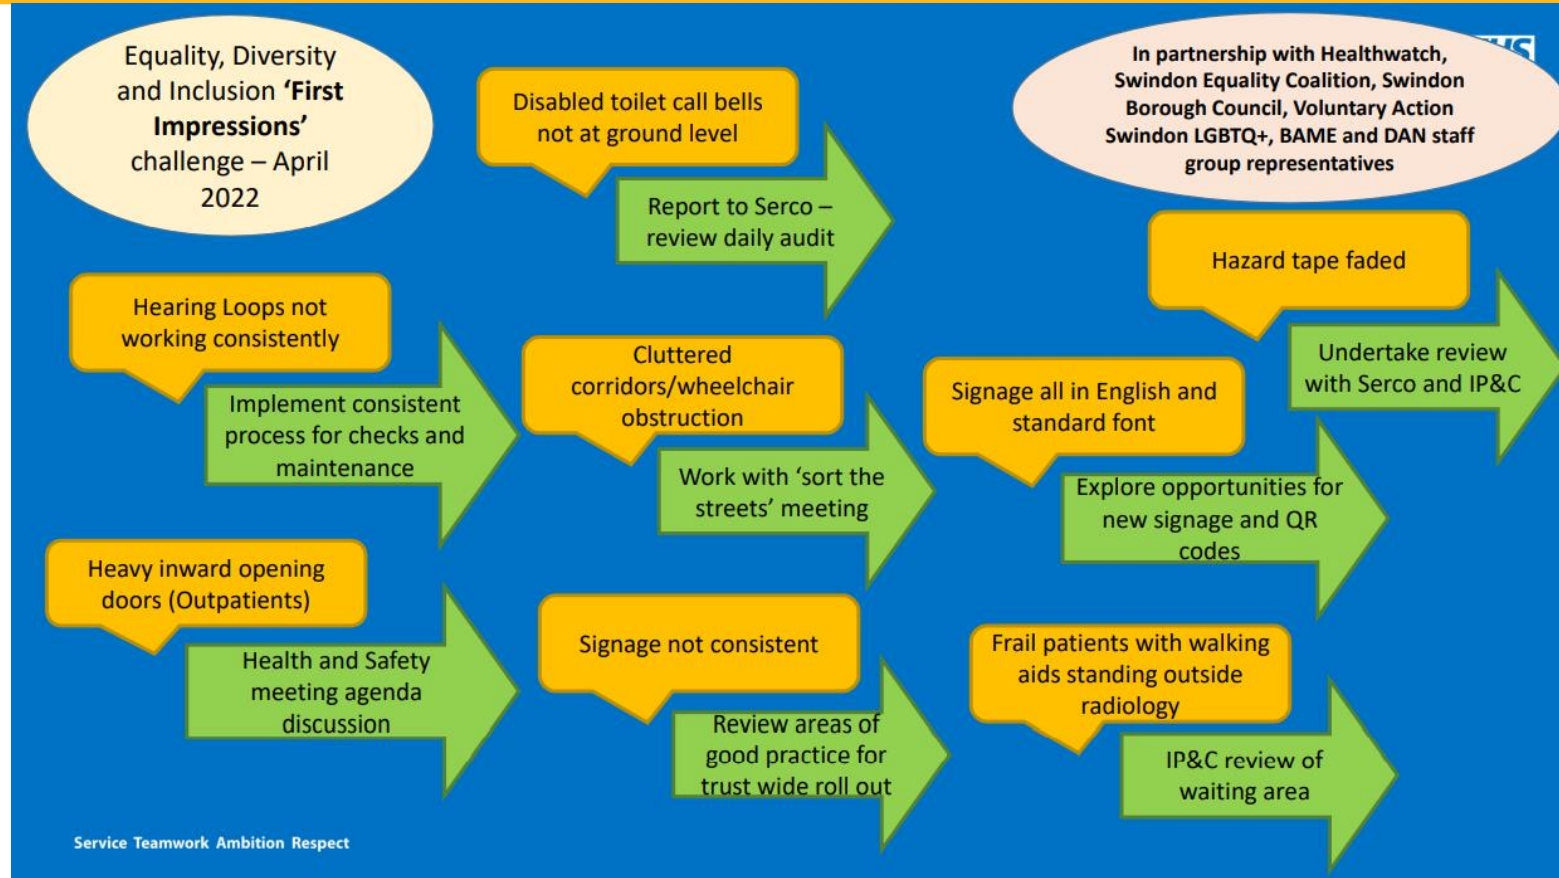 Equality, Diversity
and Inclusion ‘First
Impressions’
challenge – April
2022
Disabled toilet call bells
not at ground level
Report to Serco –
review daily audit
In partnership with Healthwatch,
Swindon Equality Coalition, Swindon
Borough Council, Voluntary Action
Swindon LGBTQ+, BAME and DAN staff
group representatives
Hazard tape faded
Undertake review
with Serco and IP&C
Hearing Loops not
working consistently
Implement consistent
process for checks and
maintenance
Cluttered
corridors/wheelchair
obstruction
Work with ‘sort the
streets’ meeting
Signage all in English and
standard font
Explore opportunities for
new signage and QR
codes
Heavy inward opening
doors (Outpatients)
Health and Safety
meeting agenda
discussion
Signage not consistent
Review areas of
good practice for
trust wide roll out
Frail patients with walking
aids standing outside
radiology
IP&C review of
waiting area
Service Teamwork Ambition Respect